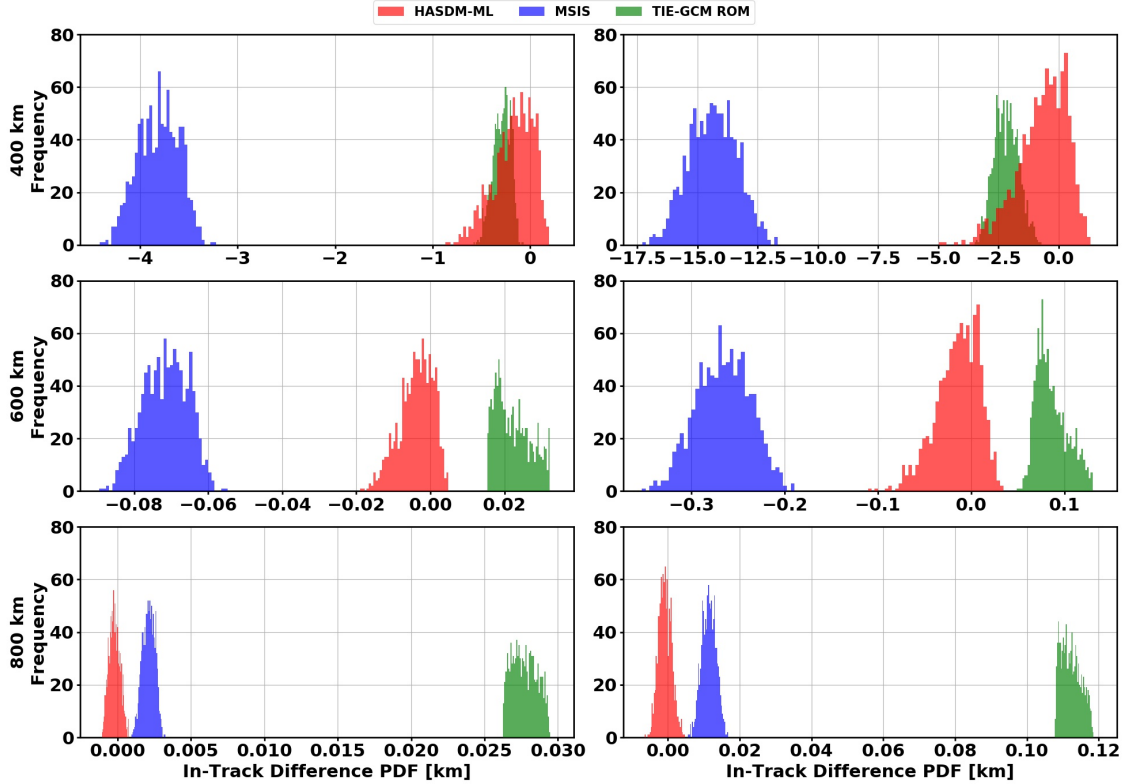 HASDM-ML MSIS TIE-GCM ROM
400 km
Frequency
80
60
40
20
0
−4 −3 −2 −1 0
80
60
40
20
0
−17.5 −15.0 −12.5 −10.0 −7.5 −5.0 −2.5 0.0
600 km
Frequency
80
60
40
20
0
−0.08 −0.06 −0.04 −0.02 0.00 0.02
80
60
40
20
0
−0.3 −0.2 −0.1 0.0 0.1
800 km
Frequency
80
60
40
20
0
0.000 0.005 0.010 0.015 0.020 0.025 0.030
In-Track Difference PDF [km]
80
60
40
20
0
0.00 0.02 0.04 0.06 0.08 0.10 0.12
In-Track Difference PDF [km]